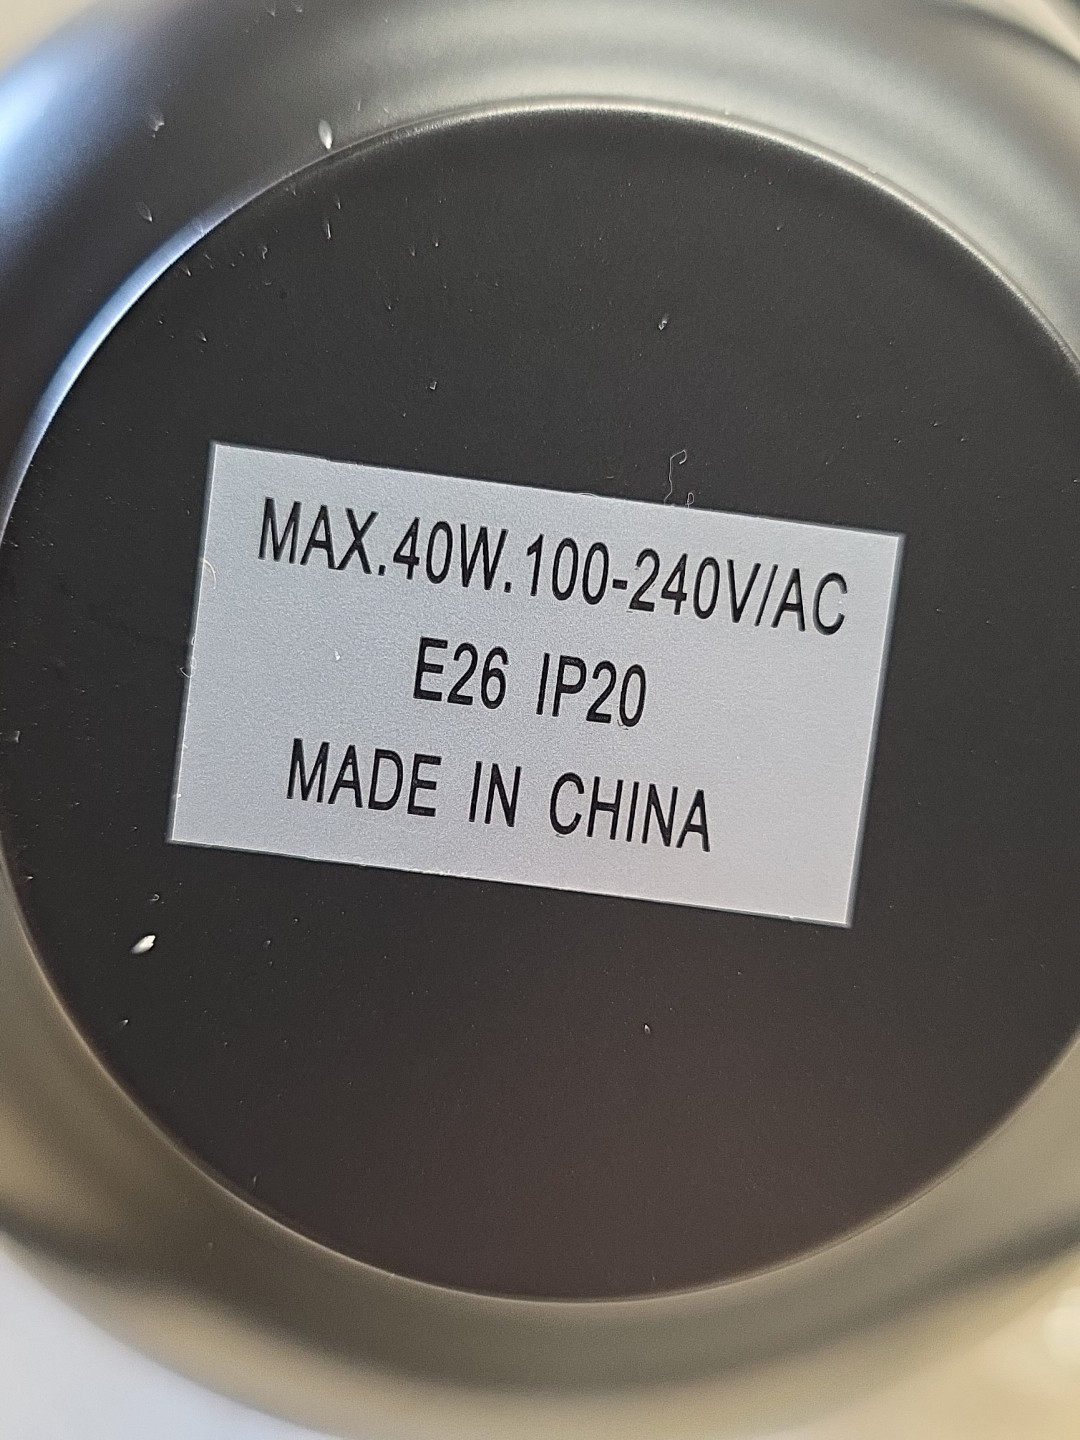 MAX.40W.100-240V/AC
E26 IP20
MADE IN CHINA